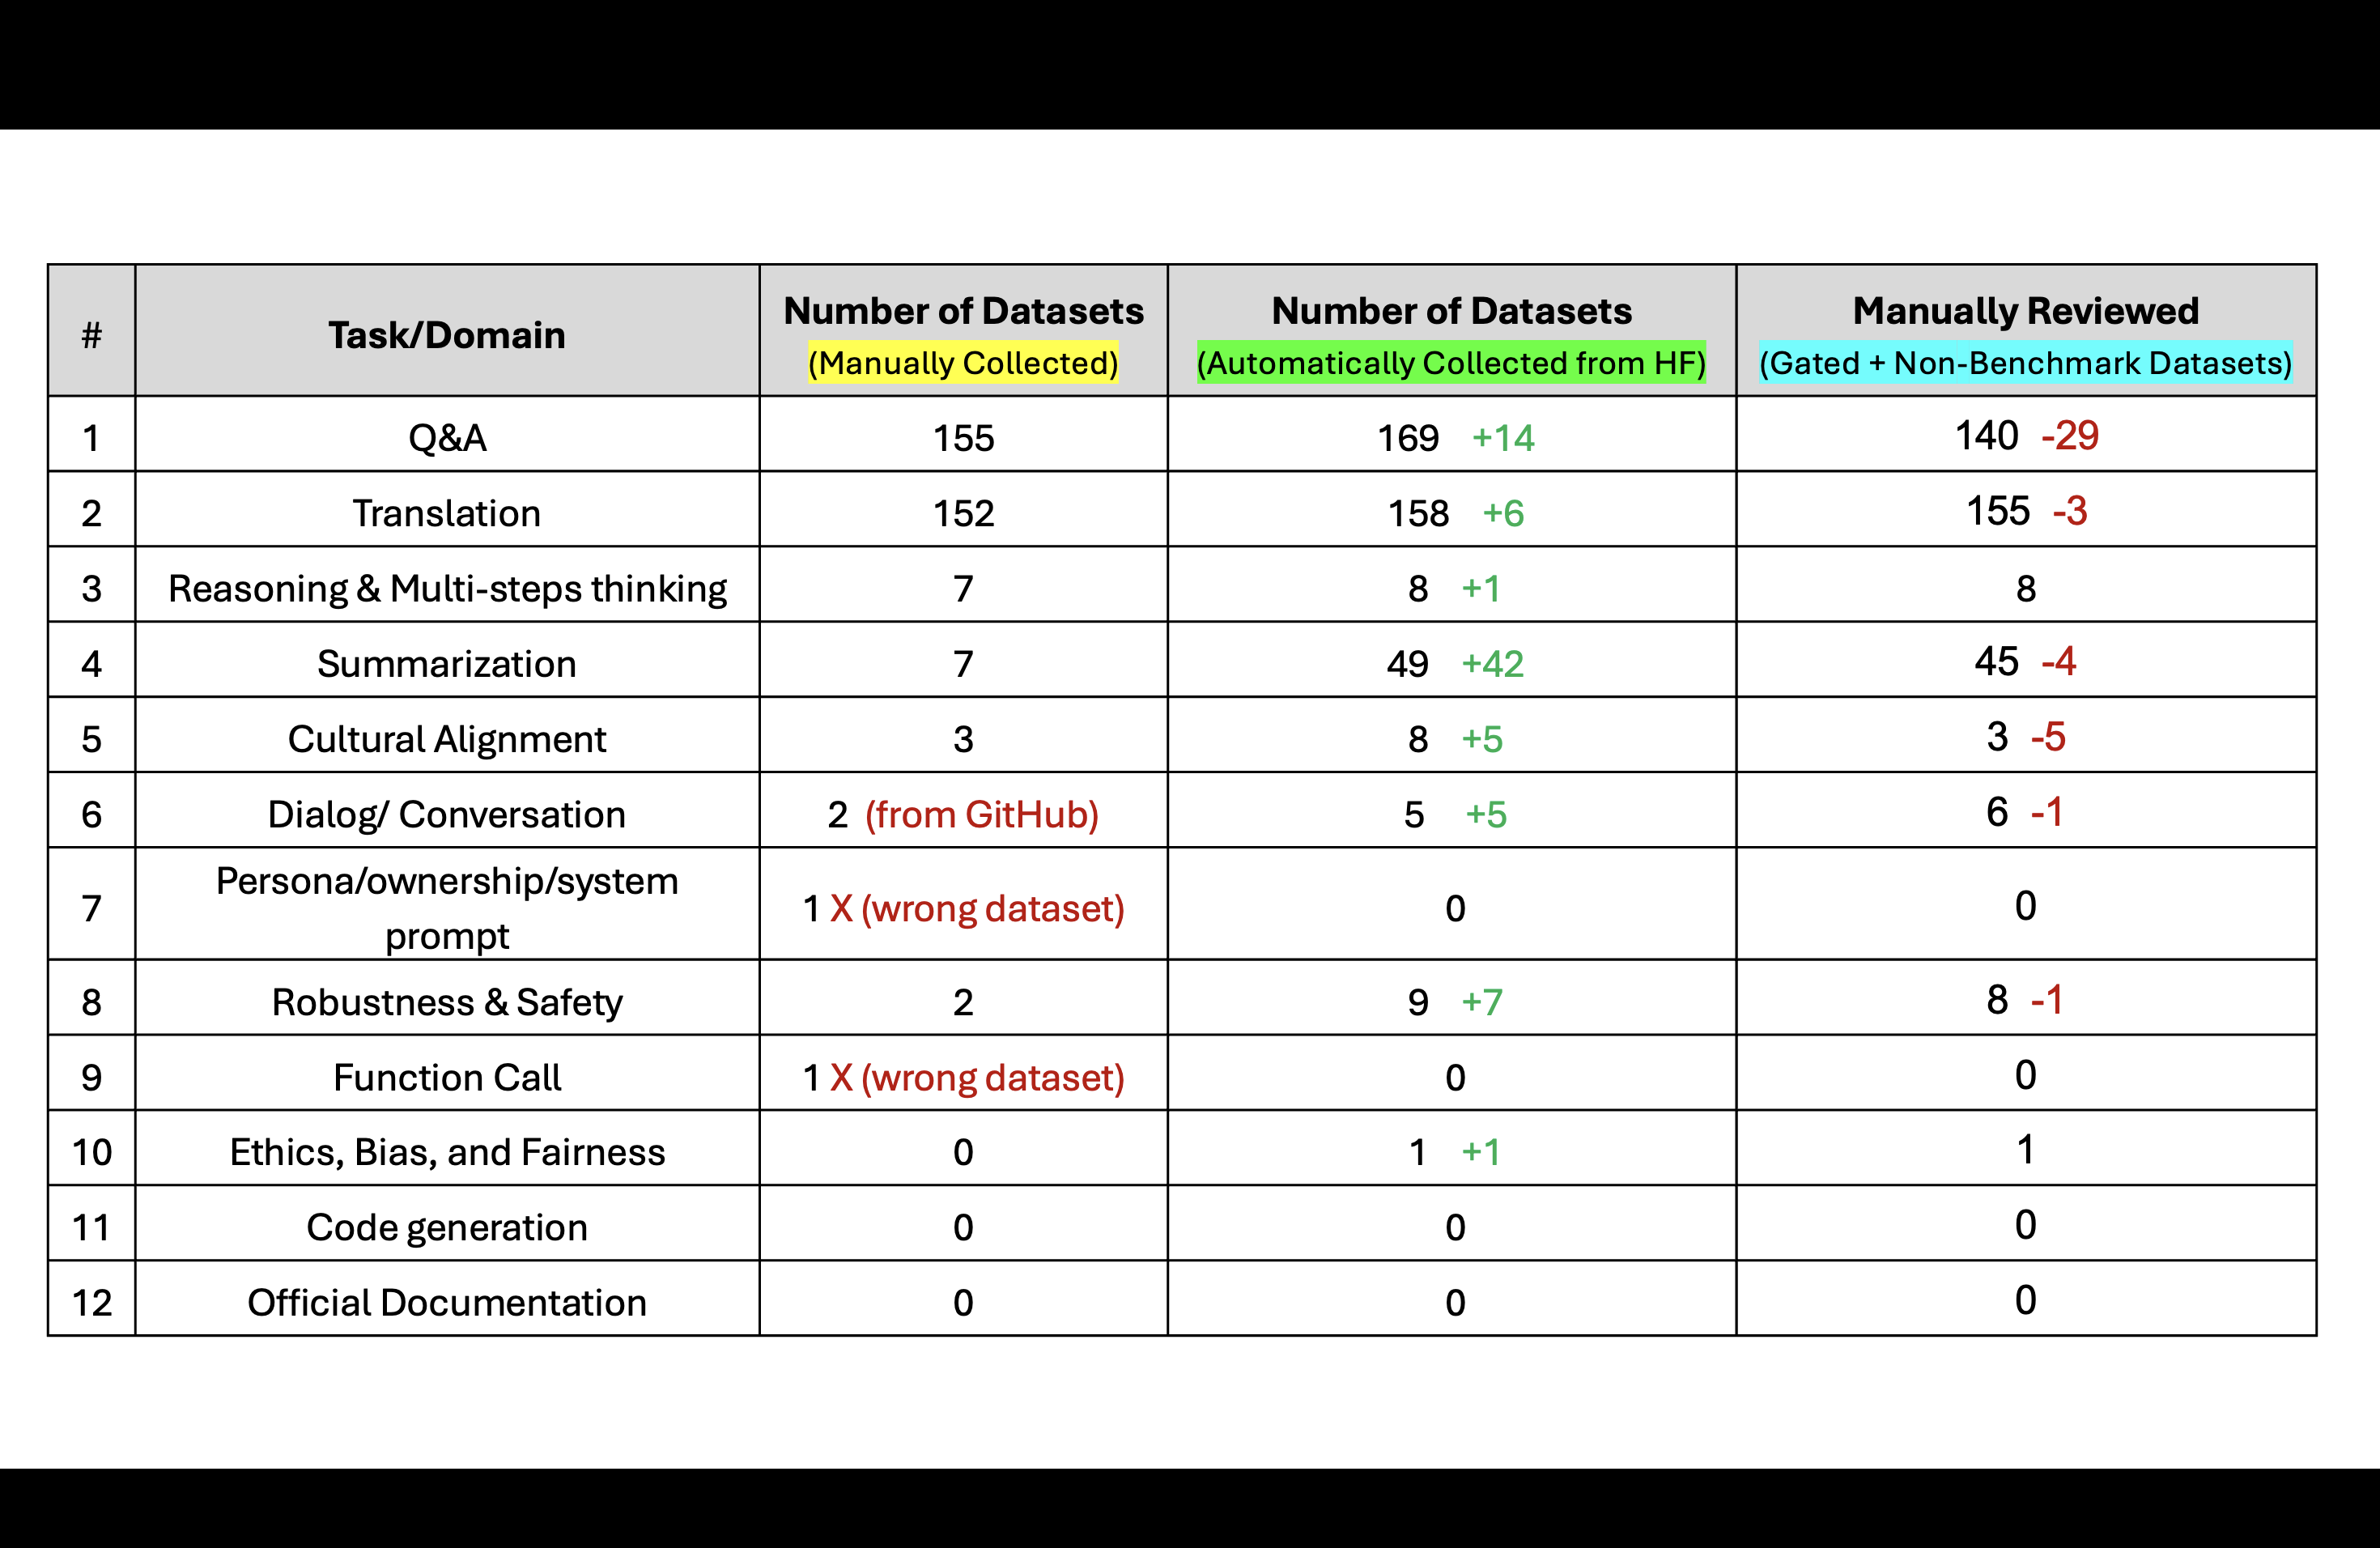 # Task/Domain Number of Datasets (Manually Collected) Number of Datasets (Automatically Collected from HF) Manually Reviewed (Gated + Non-Benchmark Datasets)
1 Q&A 155 169 +14 140 -29
2 Translation 152 158 +6 155 -3
3 Reasoning & Multi-steps thinking 7 8 +1 8
4 Summarization 7 49 +42 45 -4
5 Cultural Alignment 3 8 +5 3 -5
6 Dialog/ Conversation 2 (from GitHub) 5 +5 6 -1
7 Persona/ownership/system prompt 1 X (wrong dataset) 0 0
8 Robustness & Safety 2 9 +7 8 -1
9 Function Call 1 X (wrong dataset) 0 0
10 Ethics, Bias, and Fairness 0 1 +1 1
11 Code generation 0 0 0
12 Official Documentation 0 0 0